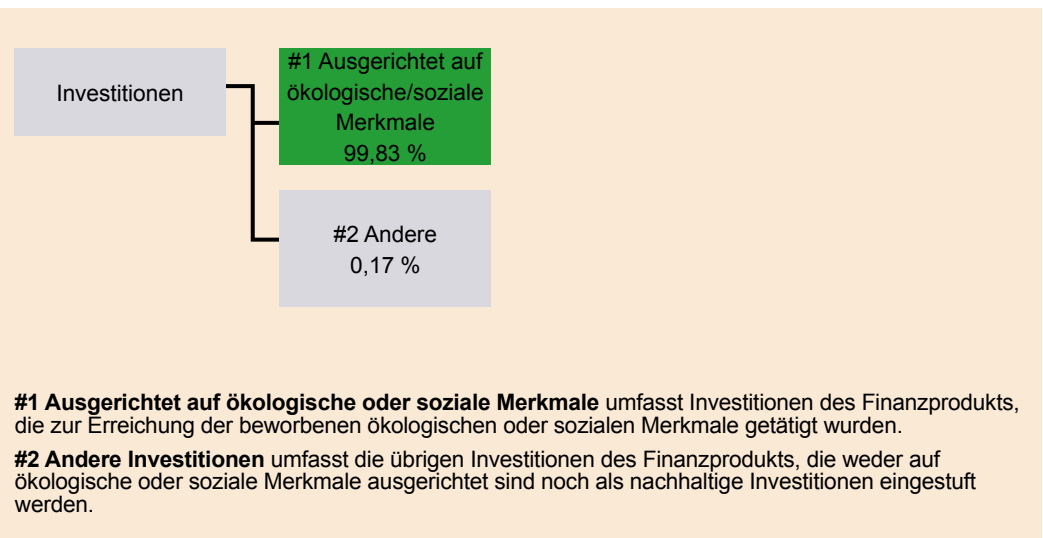 Investitionen
#1 Ausgerichtet auf
ökologische/soziale
Merkmale
99,83 %
#2 Andere
0,17 %
#1 Ausgerichtet auf ökologische oder soziale Merkmale umfasst Investitionen des Finanzprodukts,
die zur Erreichung der beworbenen ökologischen oder sozialen Merkmale getätigt wurden.
#2 Andere Investitionen umfasst die übrigen Investitionen des Finanzprodukts, die weder auf
ökologische oder soziale Merkmale ausgerichtet sind noch als nachhaltige Investitionen eingestuft
werden.